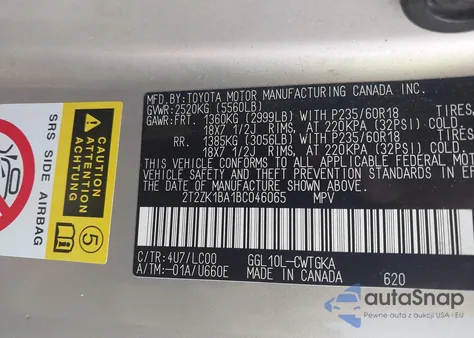 MFD.BY:TOYOTA MOTOR MANUFACTURING CANADA INC.
GVWR:2520KG (5560LB)
GAWR:FRT. 1360KG (2999LB) WITH P235/60R18 TIRES,
18X7 1/2J RIMS, AT 220KPA (32PSI) COLD.
RR. 1385KG (3056LB) WITH P235/60R18 TIRES,
18X7 1/2J RIMS, AT 220KPA (32PSI) COLD.
THIS VEHICLE CONFORMS TO ALL APPLICABLE FEDERAL MOTOR
VEHICLE SAFETY STANDARDS IN EFFECT ON
THE DATE OF MANUFACTURE SHOWN ABOVE.
2T2ZK1BA1BC046065 MPV
C/TR:4U7/LC00 GGL10L-CWTGKA
A/TM:-01A/U660E MADE IN CANADA 620
SRS SIDE AIRBAG
CAUTION
ATTENTION
ACHTUNG
5
autoSnap
Pewne auta z aukcji USA - EU